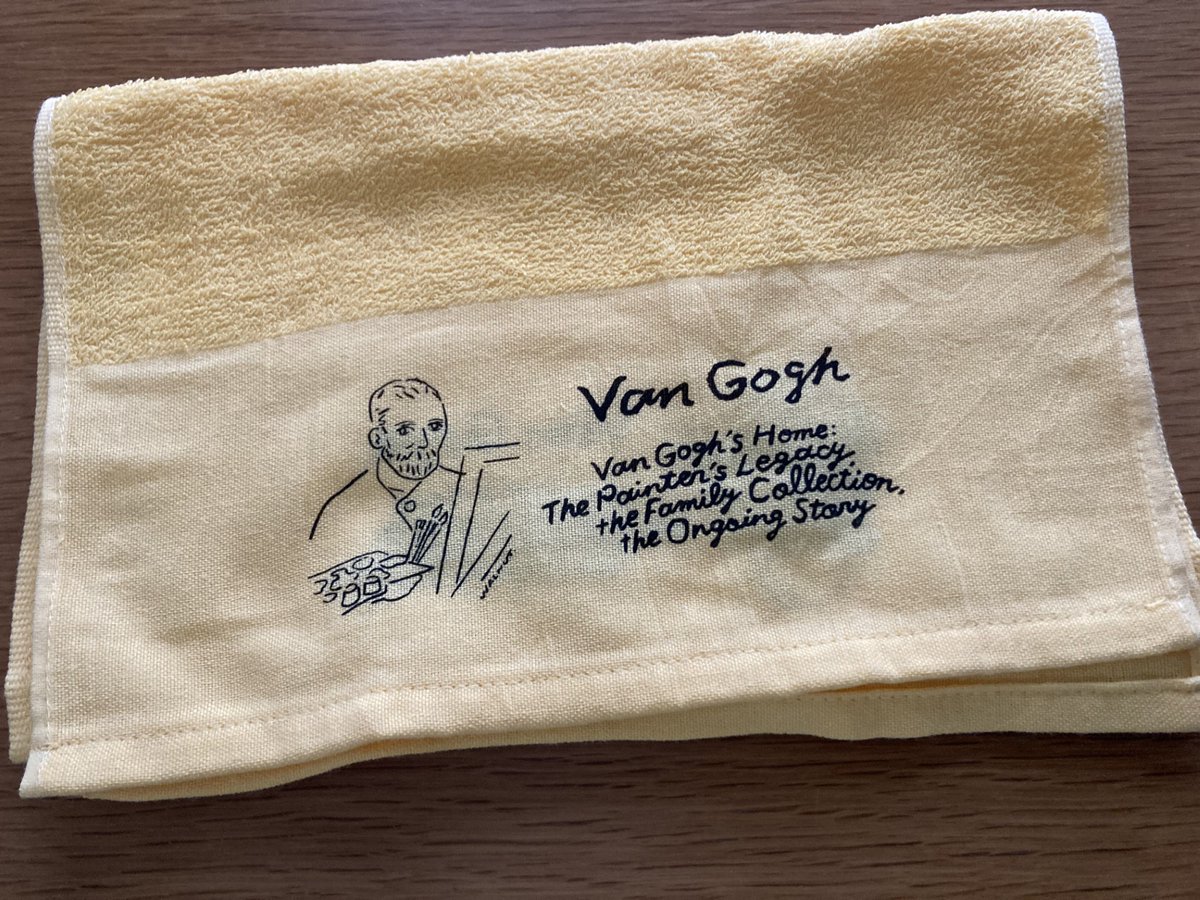 Van Gogh
Van Gogh's Home:
The Painter's Legacy,
the Family Collection,
the Ongoing Story